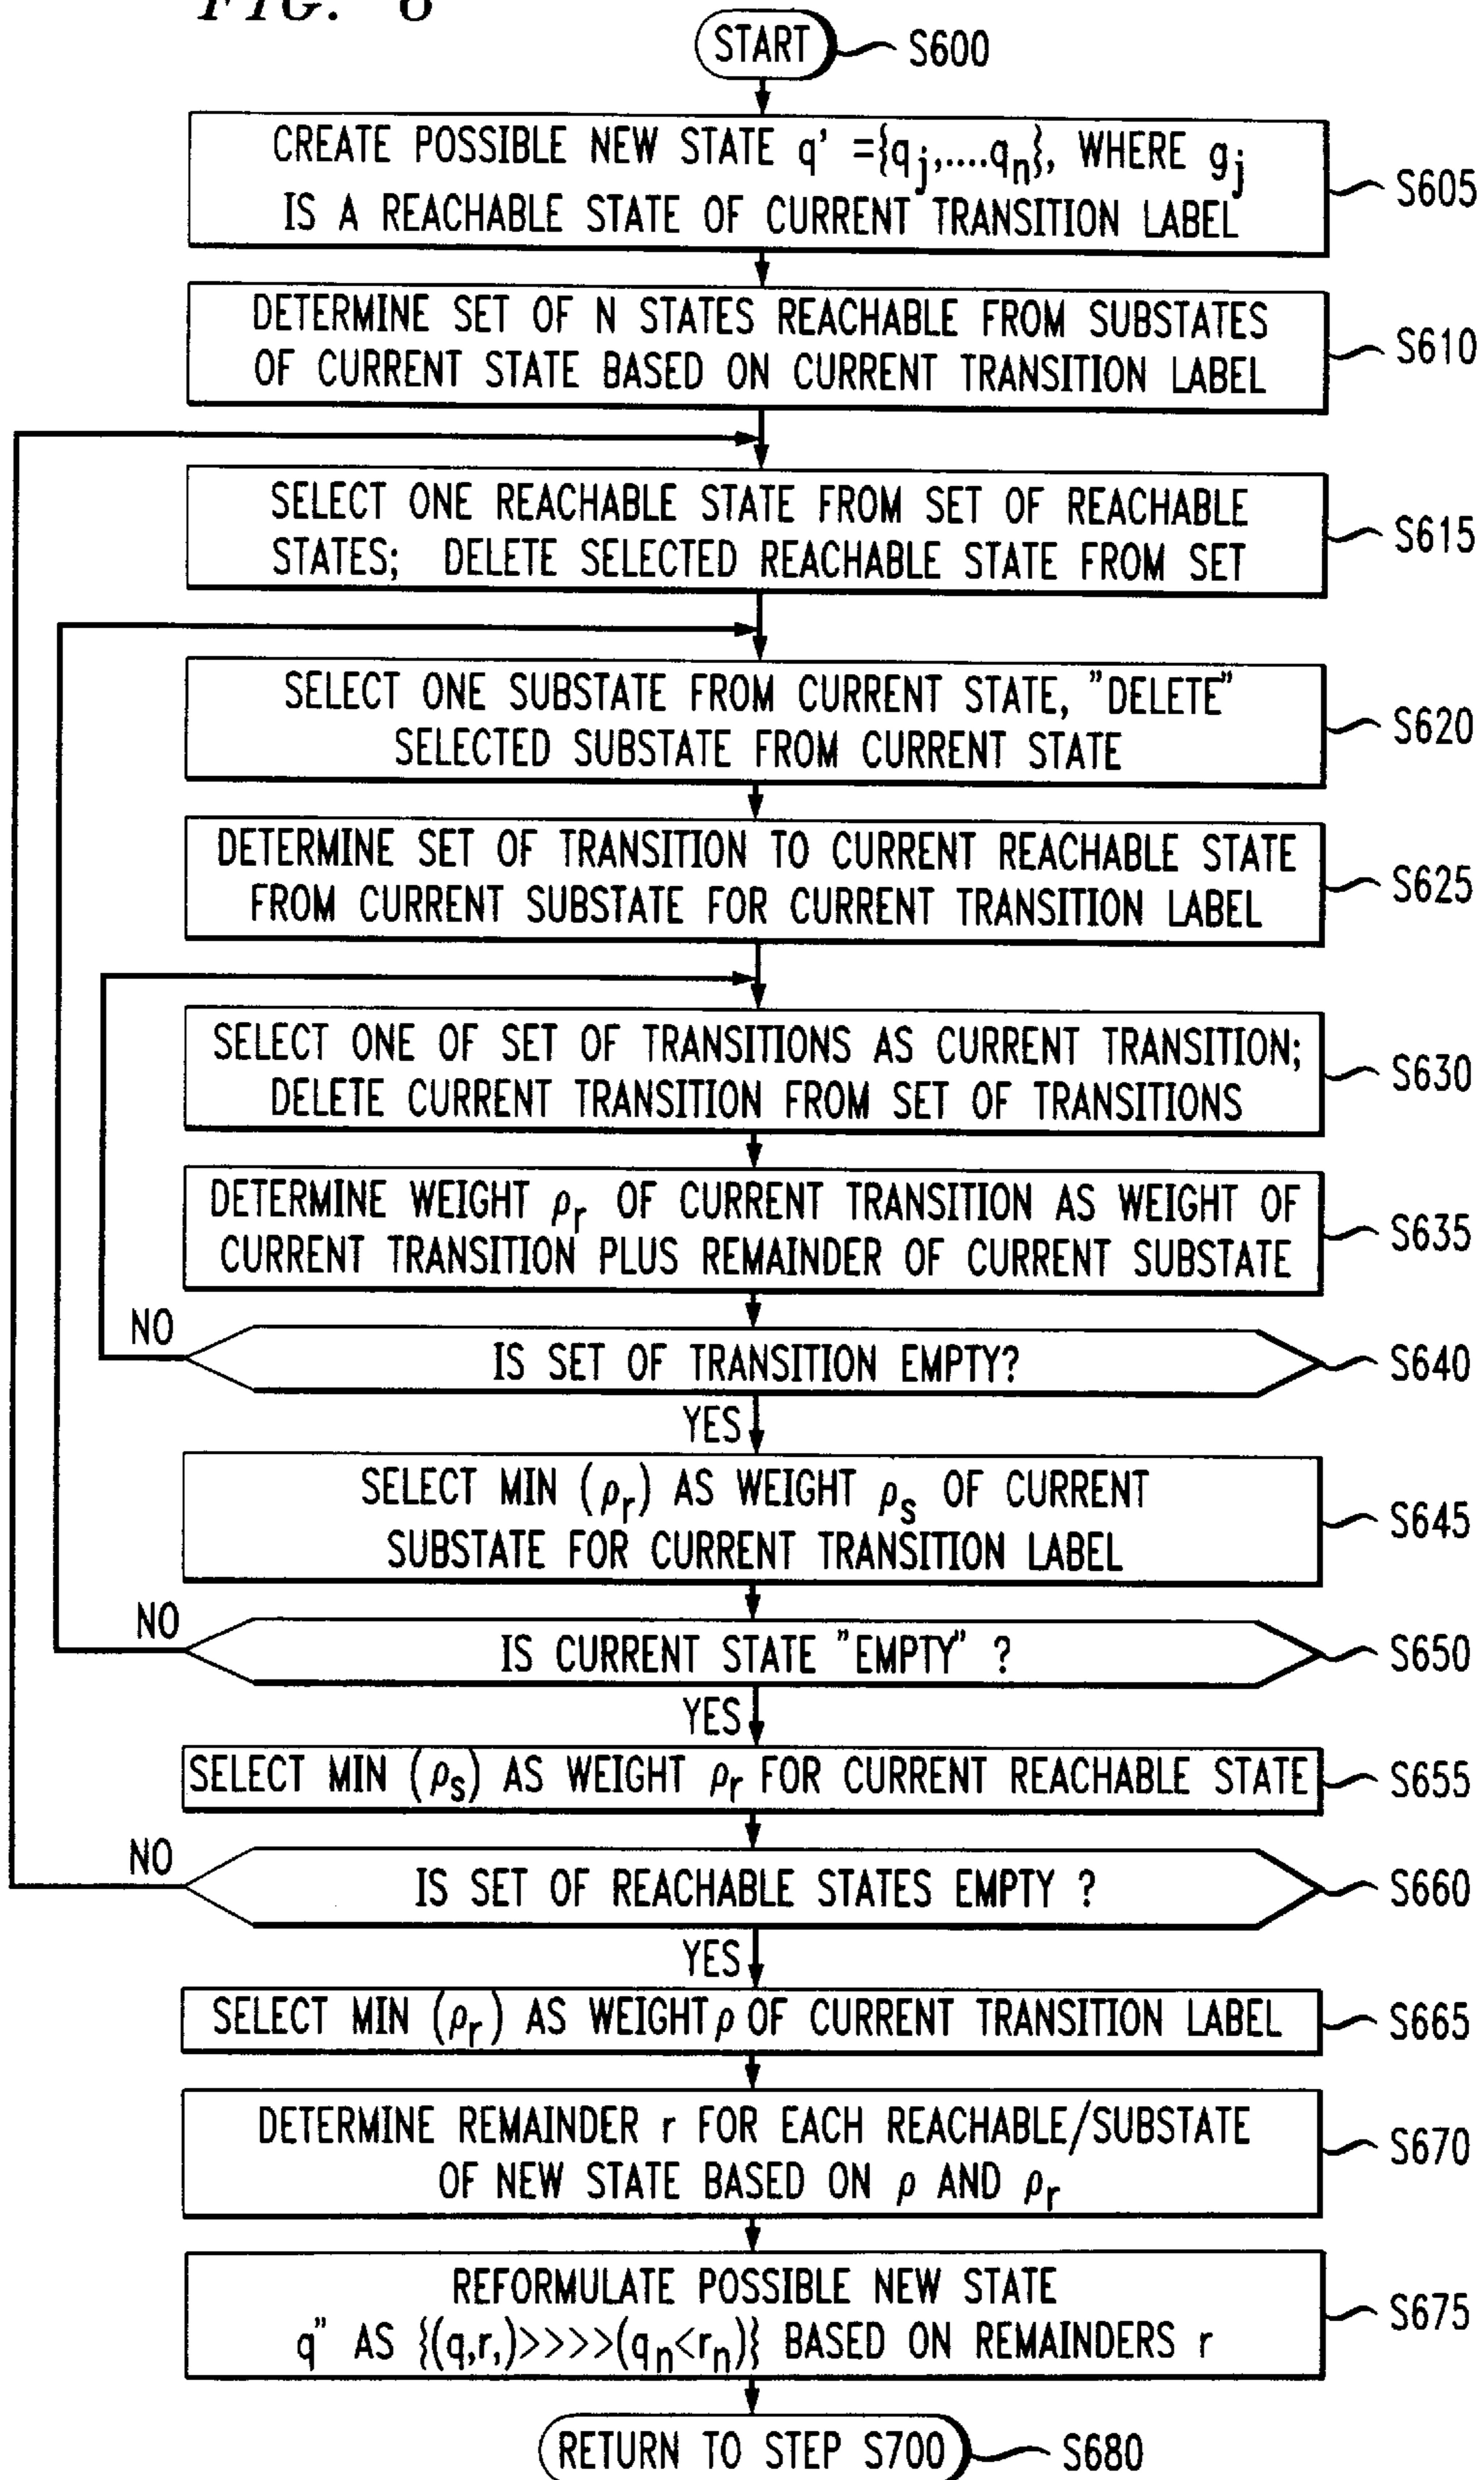 FIG. 6
START
S600
CREATE POSSIBLE NEW STATE q' ={qj,....qn}, WHERE gj
IS A REACHABLE STATE OF CURRENT TRANSITION LABEL
S605
DETERMINE SET OF N STATES REACHABLE FROM SUBSTATES
OF CURRENT STATE BASED ON CURRENT TRANSITION LABEL
S610
SELECT ONE REACHABLE STATE FROM SET OF REACHABLE
STATES; DELETE SELECTED REACHABLE STATE FROM SET
S615
SELECT ONE SUBSTATE FROM CURRENT STATE, "DELETE"
SELECTED SUBSTATE FROM CURRENT STATE
S620
DETERMINE SET OF TRANSITION TO CURRENT REACHABLE STATE
FROM CURRENT SUBSTATE FOR CURRENT TRANSITION LABEL
S625
SELECT ONE OF SET OF TRANSITIONS AS CURRENT TRANSITION;
DELETE CURRENT TRANSITION FROM SET OF TRANSITIONS
S630
DETERMINE WEIGHT ρr OF CURRENT TRANSITION AS WEIGHT OF
CURRENT TRANSITION PLUS REMAINDER OF CURRENT SUBSTATE
S635
NO
IS SET OF TRANSITION EMPTY?
S640
YES
SELECT MIN (ρr) AS WEIGHT ρs OF CURRENT
SUBSTATE FOR CURRENT TRANSITION LABEL
S645
NO
IS CURRENT STATE "EMPTY" ?
S650
YES
SELECT MIN (ρs) AS WEIGHT ρr FOR CURRENT REACHABLE STATE
S655
NO
IS SET OF REACHABLE STATES EMPTY ?
S660
YES
SELECT MIN (ρr) AS WEIGHT ρ OF CURRENT TRANSITION LABEL
S665
DETERMINE REMAINDER r FOR EACH REACHABLE/SUBSTATE
OF NEW STATE BASED ON ρ AND ρr
S670
REFORMULATE POSSIBLE NEW STATE
q" AS {(q,r,)>>>>(qn<rn)} BASED ON REMAINDERS r
S675
RETURN TO STEP S700
S680